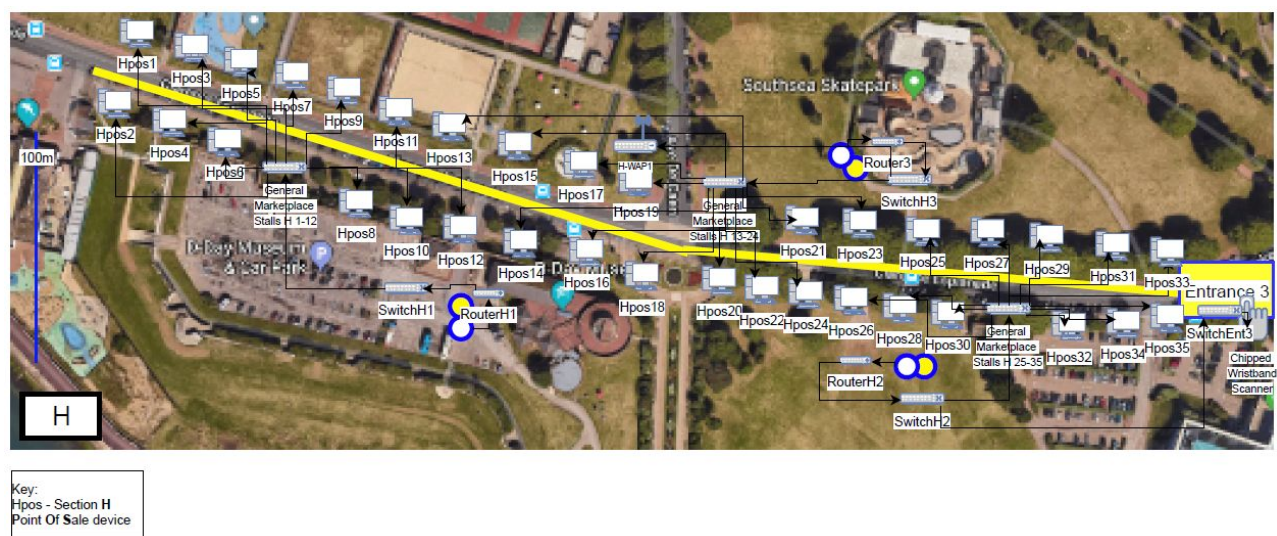 Hpos1
Hpos3
Hpos5
Hpos7
Hpos9
Hpos11
Hpos13
Hpos15
Hpos17
H-WAP1
Hpos19
Southsea Skatepark
Router3
SwitchH3
100m
Hpos2
Hpos4
Hpos6
General
Marketplace
Stalls H 1-12
Hpos8
Hpos10
Hpos12
Hpos14
Hpos16
Hpos18
General
Marketplace
Stalls H 13-24
Hpos21
Hpos23
Hpos25
Hpos27
Hpos29
Hpos31
Hpos33
D-Day Museum
& Car Park
SwitchH1
RouterH1
Hpos20
Hpos22
Hpos24
Hpos26
Hpos28
Hpos30
General
Marketplace
Stalls H 25-35
Hpos32
Hpos34
Hpos35
Entrance 3
SwitchEnt3
Chipped
Wristband
Scanner
RouterH2
SwitchH2
H
Key:
Hpos - Section H
Point Of Sale device